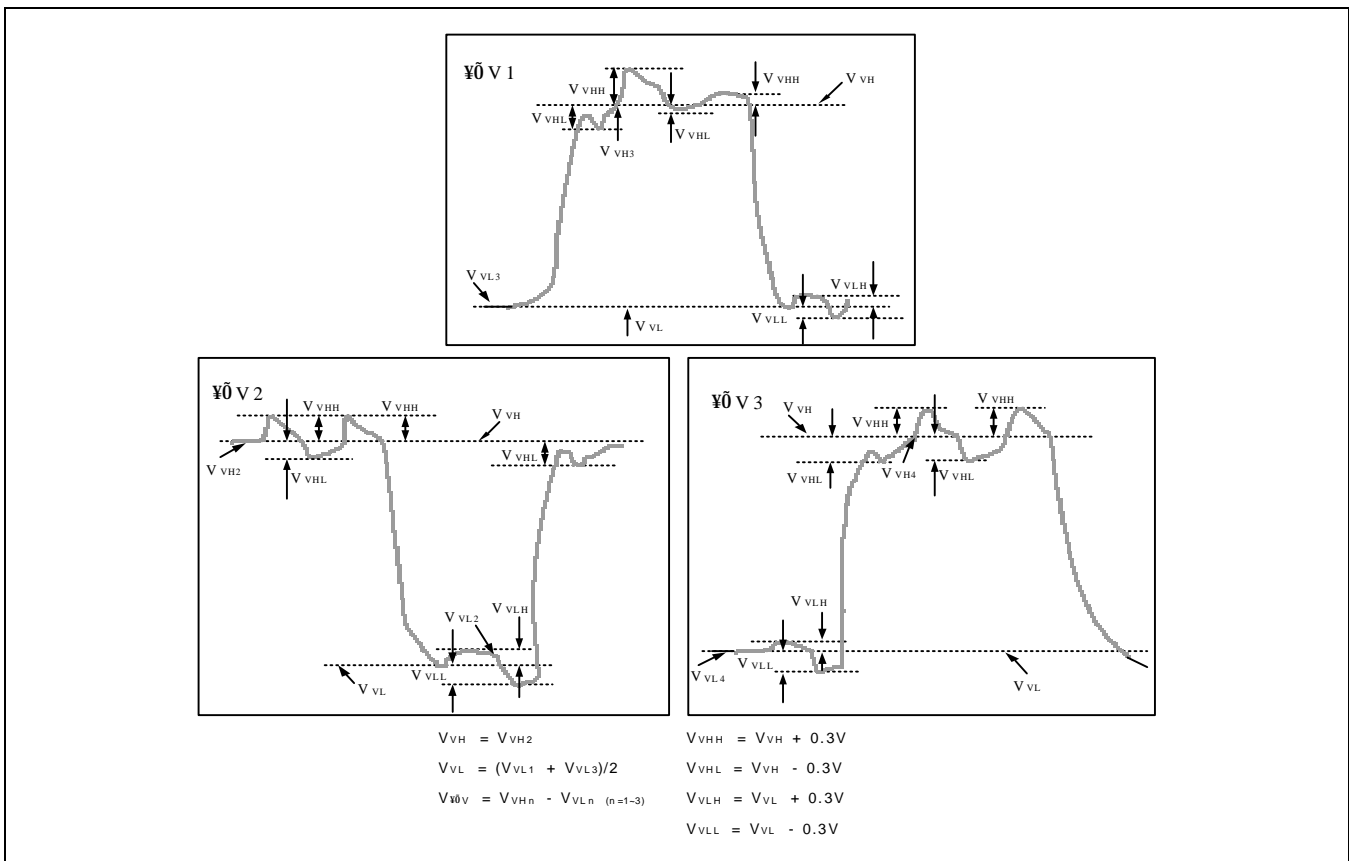 ¥Õ V 1
V VHH
V VH
V VHH
V VHL
V VHL
V VH3
V VL3
V VLH
V VLL
V VL
¥Õ V 2
V VHH
V VHH
V VH
V VH2
V VHL
V VHL
V VL2
V VLH
V VLL
V VL
¥Õ V 3
V VH
V VHH
V VHH
V VHL
V VH4
V VHL
V VLH
V VLL
V VL4
V VL
VVH = VVH2
VVL = (VVL1 + VVL3)/2
V¥ÕV = VVHn - VVLn (n=1~3)
VVHH = VVH + 0.3V
VVHL = VVH - 0.3V
VVLH = VVL + 0.3V
VVLL = VVL - 0.3V